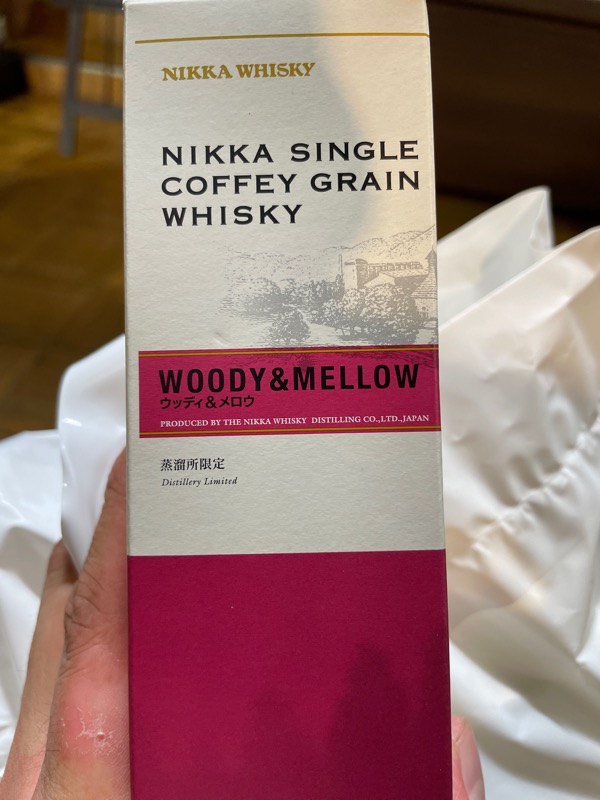 NIKKA WHISKY
NIKKA SINGLE
COFFEY GRAIN
WHISKY
WOODY&MELLOW
ウッディ&メロウ
PRODUCED BY THE NIKKA WHISKY DISTILLING CO.,LTD.,JAPAN
蒸溜所限定
Distillery Limited